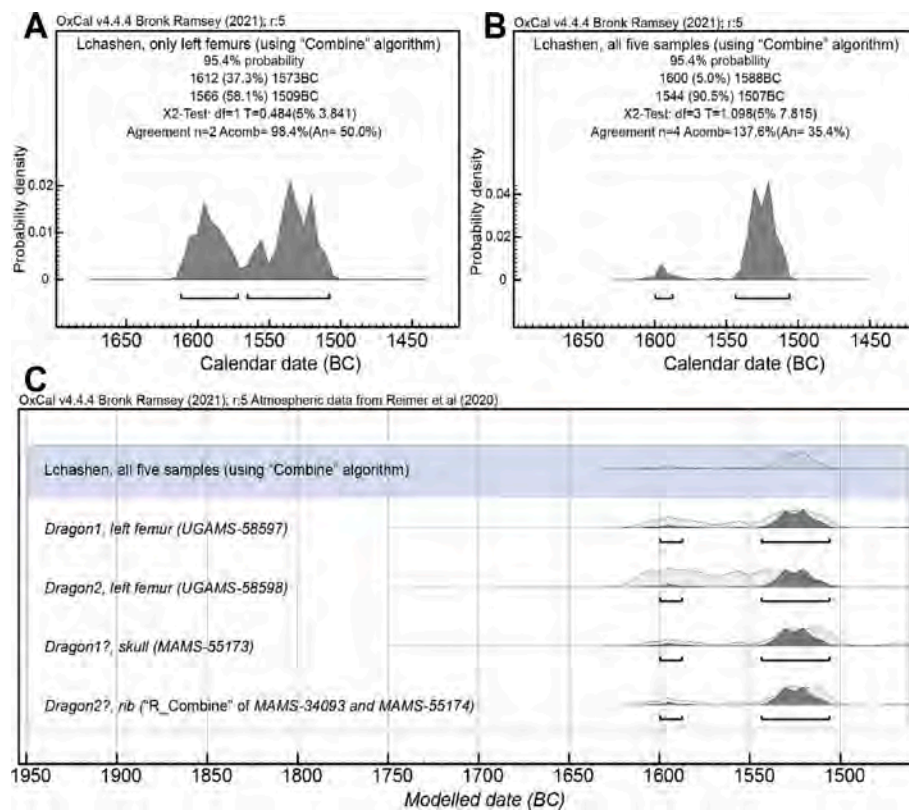 OxCal v4.4.4 Bronk Ramsey (2021); r:5
A
Lchashen, only left femurs (using "Combine" algorithm)
95.4% probability
1612 (37.3%) 1573BC
1566 (58.1%) 1509BC
X2-Test: df=1 T=0.484(5% 3.841)
Agreement n=2 Acomb= 98.4%(An= 50.0%)
Probability density
0.02
0.01
0
1650 1600 1550 1500 1450
Calendar date (BC)
OxCal v4.4.4 Bronk Ramsey (2021); r:5
B
Lchashen, all five samples (using "Combine" algorithm)
95.4% probability
1600 (5.0%) 1588BC
1544 (90.5%) 1507BC
X2-Test: df=3 T=1.098(5% 7.815)
Agreement n=4 Acomb=137.6%(An= 35.4%)
Probability density
0.04
0.02
0
1650 1600 1550 1500 1450
Calendar date (BC)
C
OxCal v4.4.4 Bronk Ramsey (2021); r:5 Atmospheric data from Reimer et al (2020)
Lchashen, all five samples (using "Combine" algorithm)
Dragon1, left femur (UGAMS-58597)
Dragon2, left femur (UGAMS-58598)
Dragon1?, skull (MAMS-55173)
Dragon2?, rib ("R_Combine" of MAMS-34093 and MAMS-55174)
1950 1900 1850 1800 1750 1700 1650 1600 1550 1500
Modelled date (BC)